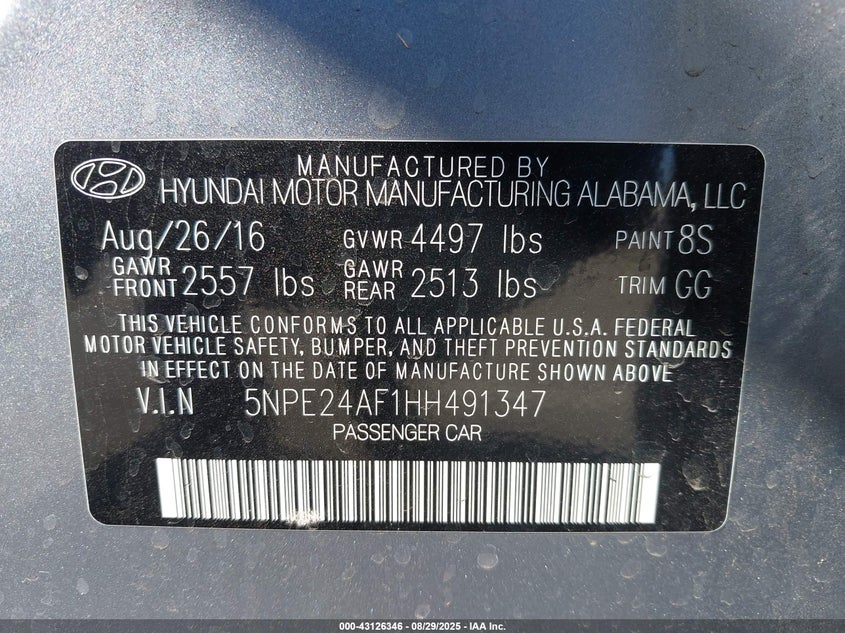 MANUFACTURED BY
HYUNDAI MOTOR MANUFACTURING ALABAMA, LLC
Aug/26/16 GVWR 4497 lbs PAINT 8S
GAWR FRONT 2557 lbs GAWR REAR 2513 lbs TRIM GG
THIS VEHICLE CONFORMS TO ALL APPLICABLE U.S.A. FEDERAL
MOTOR VEHICLE SAFETY, BUMPER, AND THEFT PREVENTION STANDARDS
IN EFFECT ON THE DATE OF MANUFACTURE SHOWN ABOVE
V.I.N 5NPE24AF1HH491347
PASSENGER CAR
000-43126346 - 08/29/2025 - IAA Inc.